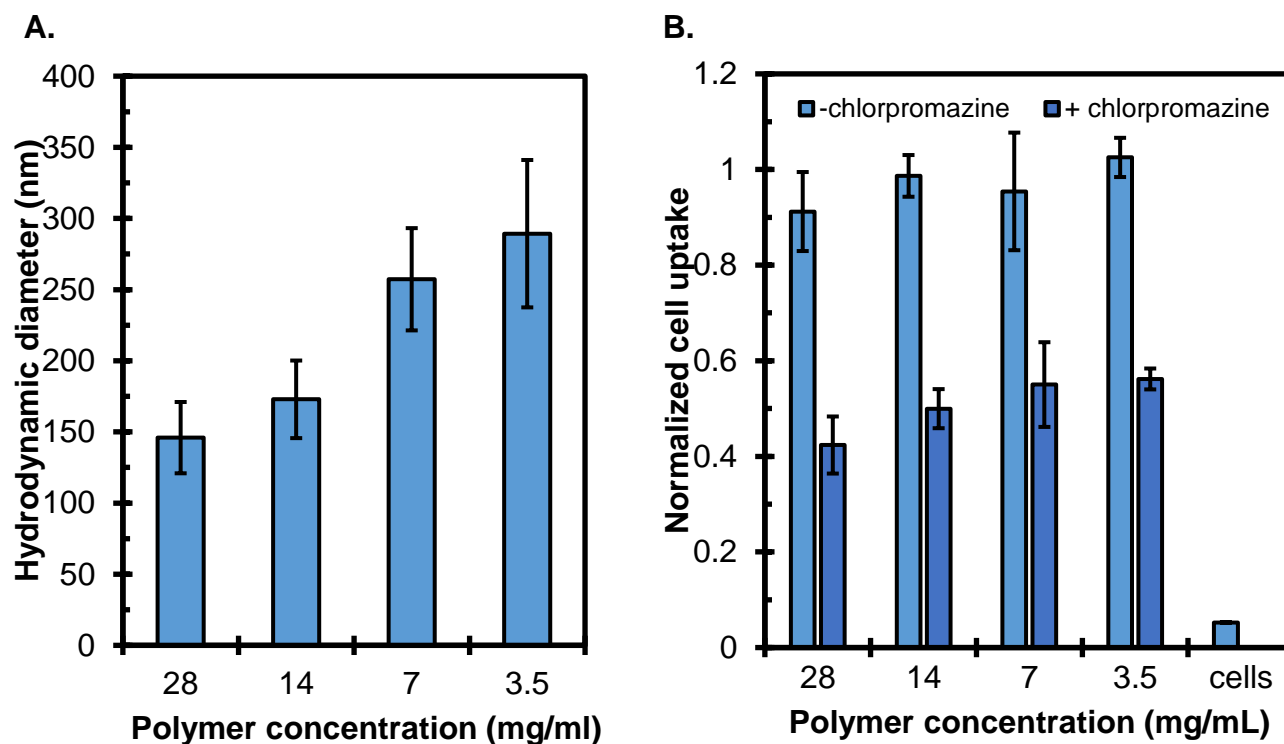 A.
Hydrodynamic diameter (nm)
400
350
300
250
200
150
100
50
0
28 14 7 3.5
Polymer concentration (mg/ml)
B.
Normalized cell uptake
1.2
1
0.8
0.6
0.4
0.2
0
-chlorpromazine + chlorpromazine
28 14 7 3.5 cells
Polymer concentration (mg/mL)